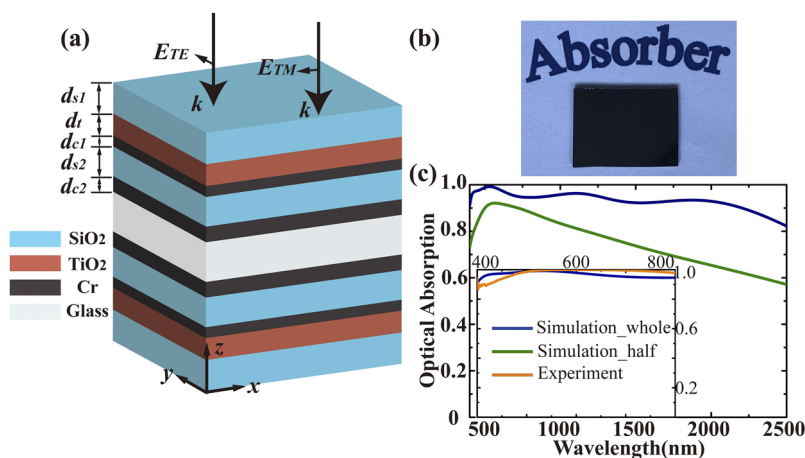 (a)
E_TE
E_TM
k
k
d_s1
d_t
d_c1
d_s2
d_c2
SiO₂
TiO₂
Cr
Glass
z
y
x
(b)
Absorber
(c)
Optical Absorption
1.0
0.8
0.6
0.4
0.2
0
400 600 800
1.0
0.6
0.2
Simulation_whole
Simulation_half
Experiment
500 1000 1500 2000 2500
Wavelength(nm)